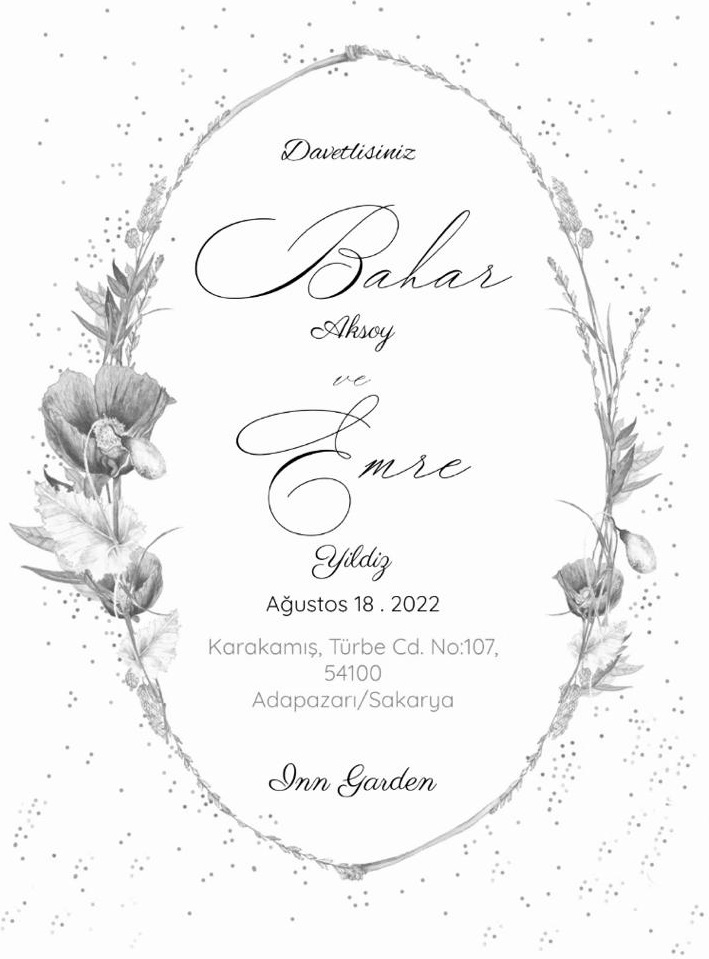 Davetlisiniz
Bahar
Aksoy
ve
Emre
Yildiz
Ağustos 18 . 2022
Karakamış, Türbe Cd. No:107,
54100
Adapazarı/Sakarya
Inn Garden